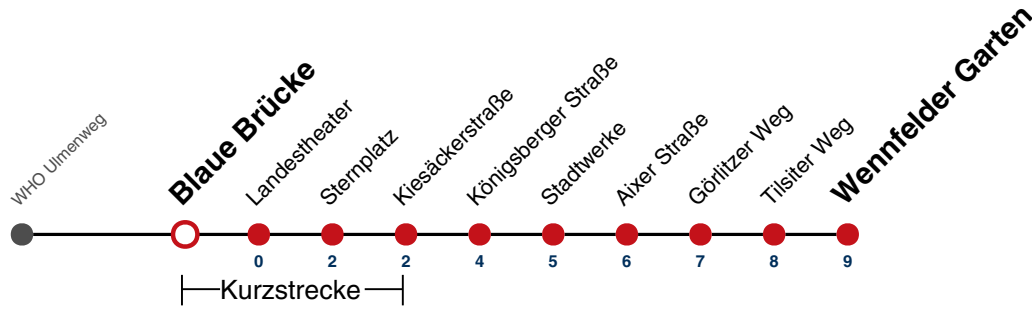 WHO Ulmenweg
Blaue Brücke
Landestheater
Sternplatz
Kiesäckerstraße
Königsberger Straße
Stadtwerke
Aixer Straße
Görlitzer Weg
Tilsiter Weg
Wennfelder Garten
0 2 2 4 5 6 7 8 9
Kurzstrecke